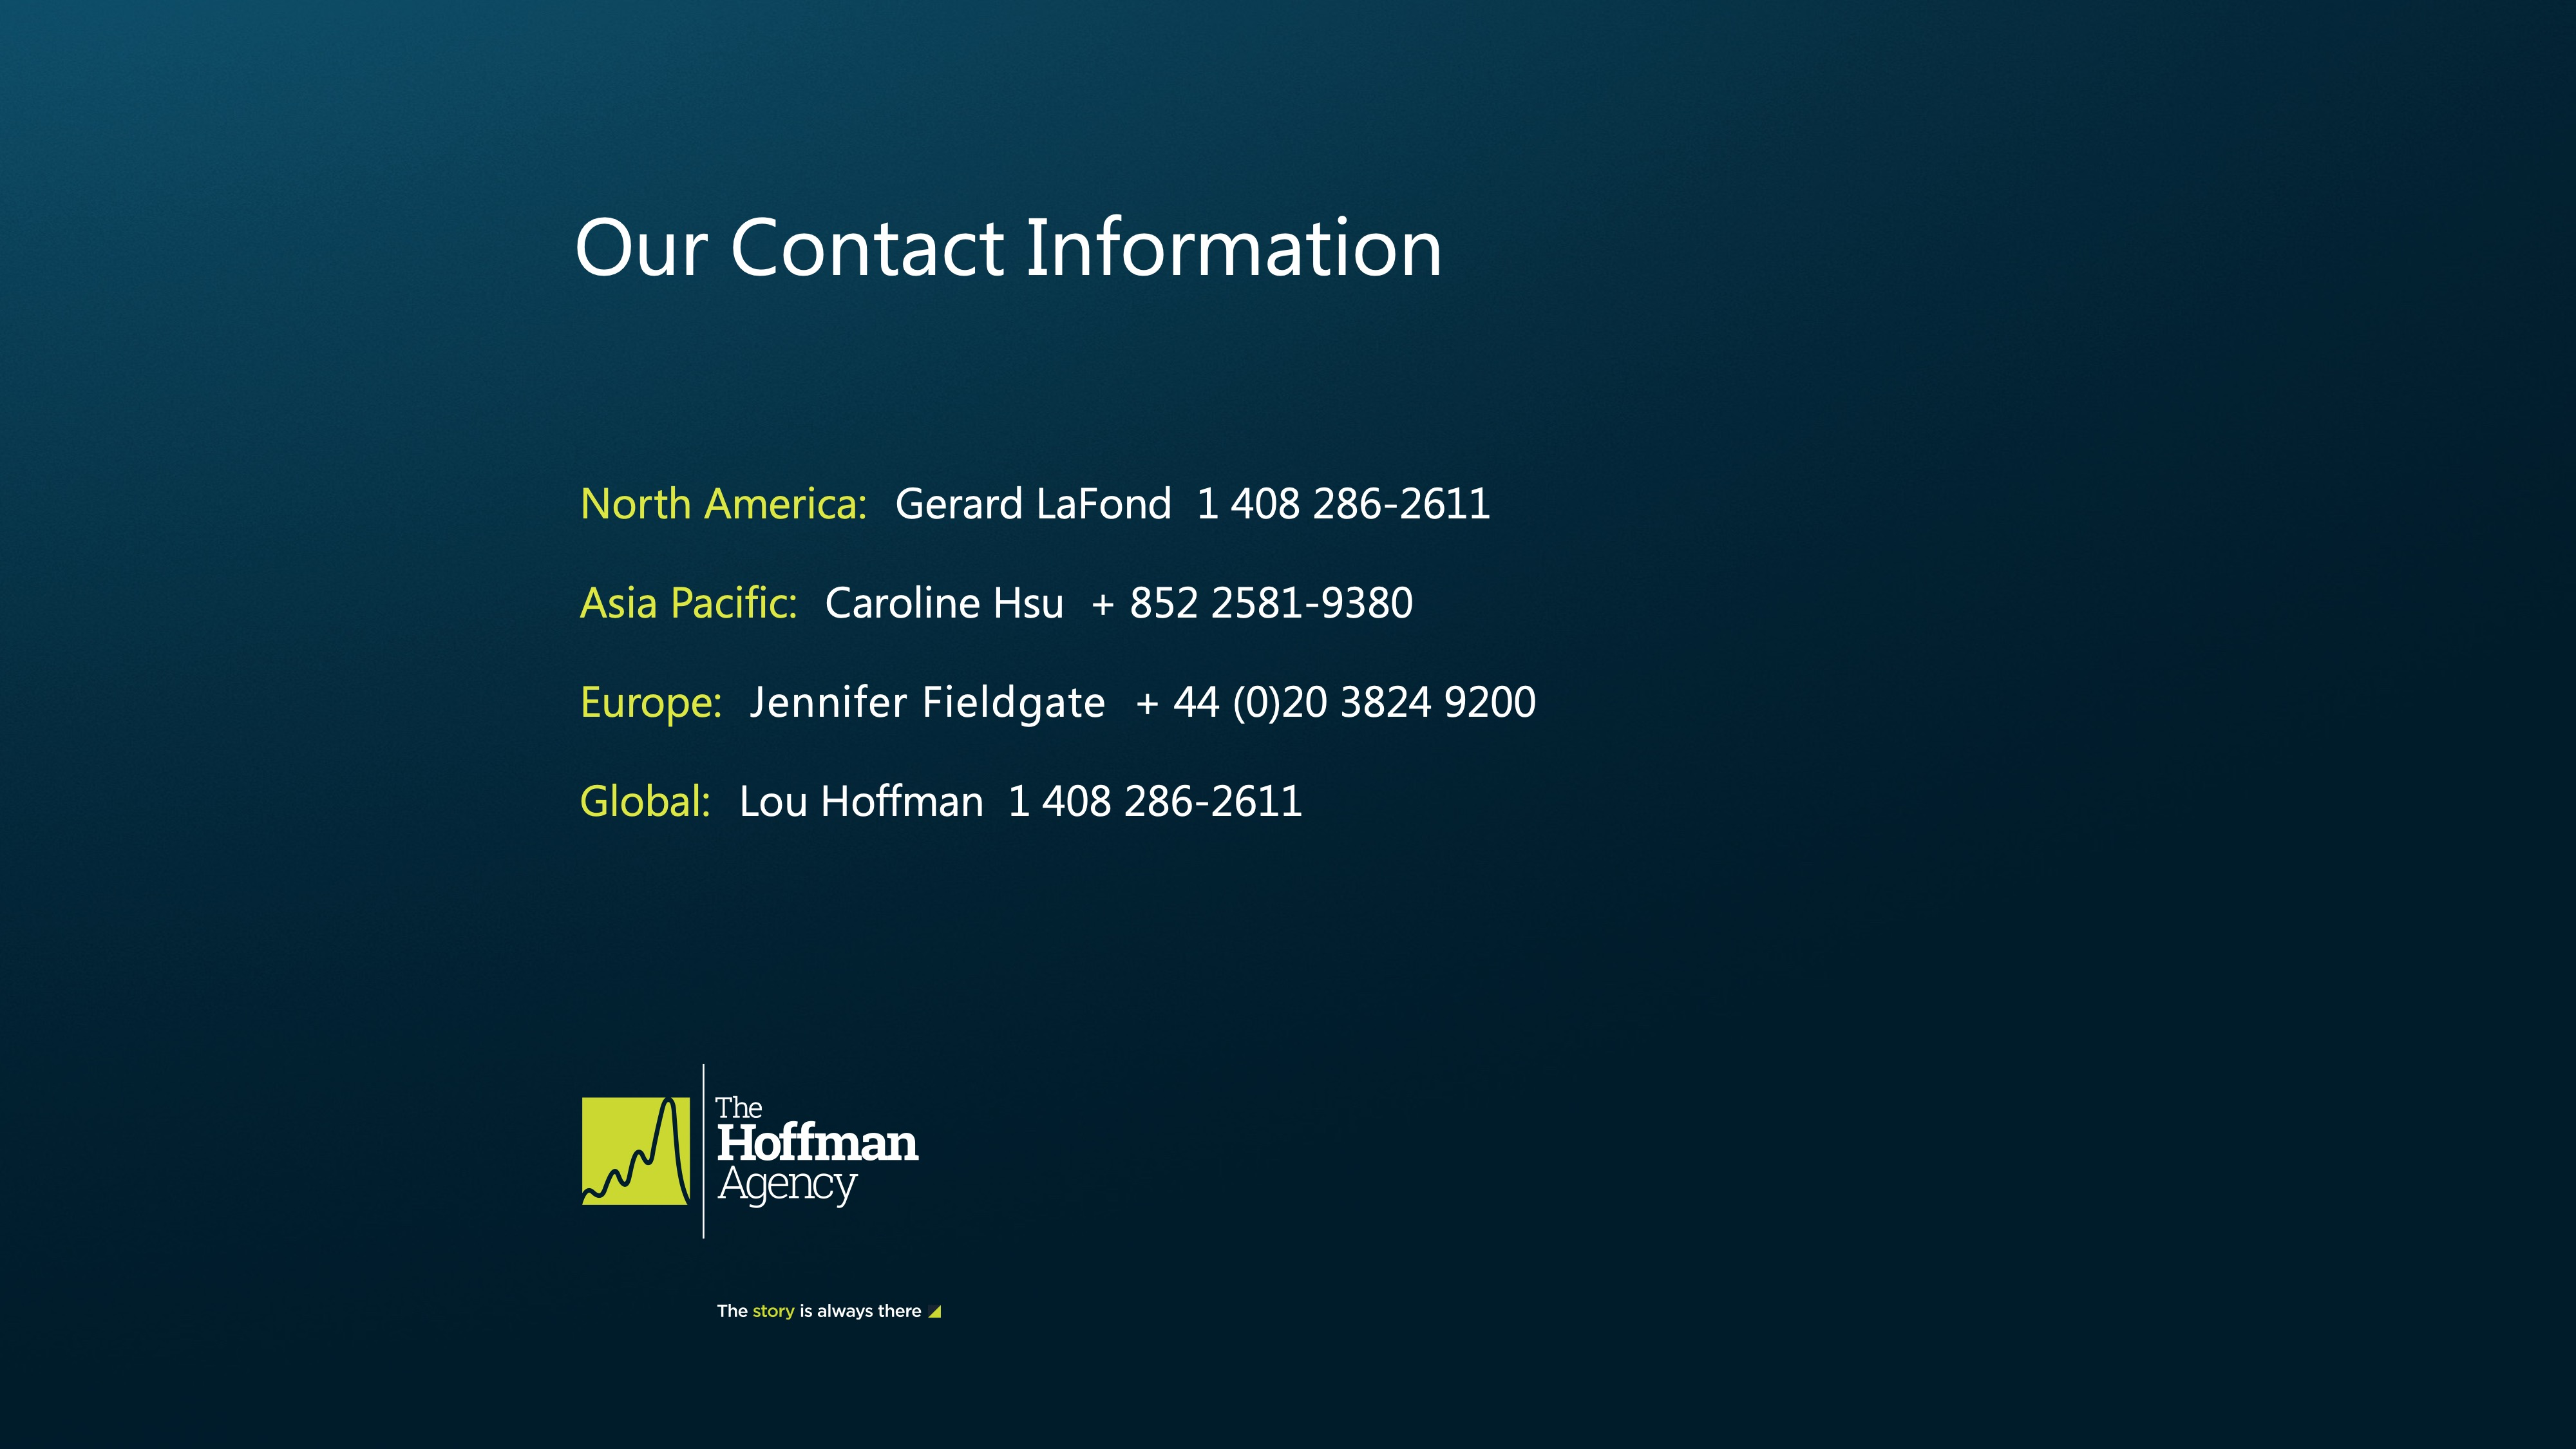 Our Contact Information
North America: Gerard LaFond 1 408 286-2611
Asia Pacific: Caroline Hsu + 852 2581-9380
Europe: Jennifer Fieldgate + 44 (0)20 3824 9200
Global: Lou Hoffman 1 408 286-2611
The
Hoffman
Agency
The story is always there